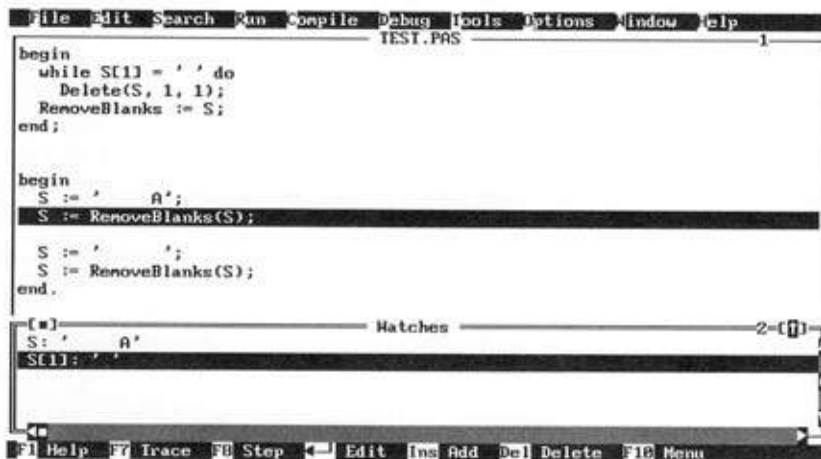 File Edit Search Run Compile Debug Tools Options Window Help
TEST.PAS 1
begin
while S[1] = ' ' do
Delete(S, 1, 1);
RemoveBlanks := S;
end;
begin
S := '     A';
S := RemoveBlanks(S);
S := '      ';
S := RemoveBlanks(S);
end.
[■] Watches 2=[↑]
S: '     A'
S[1]: ' '
F1 Help F7 Trace F8 Step ◄─┘ Edit Ins Add Del Delete F10 Menu